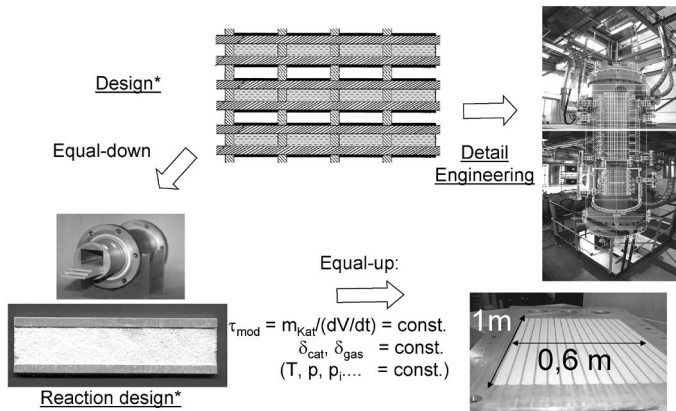 Design*
Equal-down
Detail
Engineering
Equal-up:
τmod = mKat/(dV/dt) = const.
δcat, δgas = const.
(T, p, pi.... = const.)
Reaction design*
1m
0,6 m